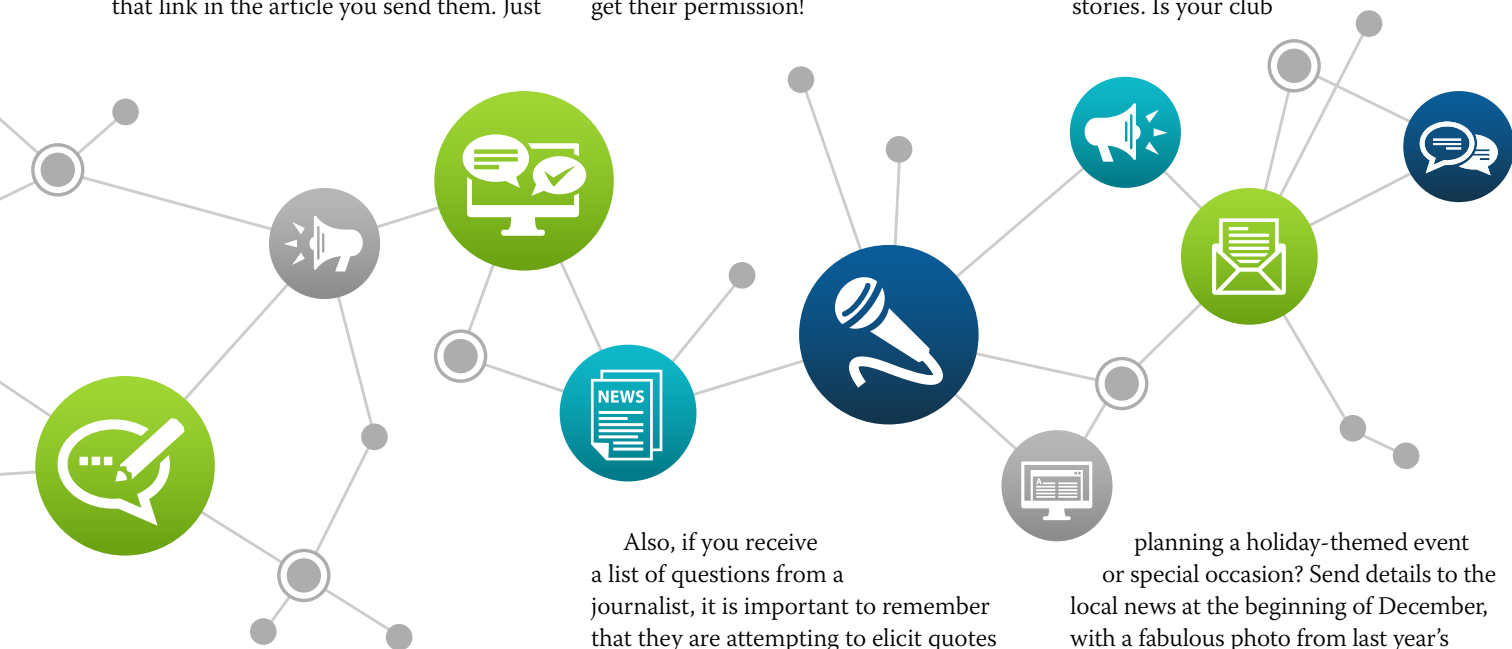 that link in the article you send them. Just
get their permission!
Also, if you receive
a list of questions from a
journalist, it is important to remember
that they are attempting to elicit quotes
stories. Is your club
planning a holiday-themed event
or special occasion? Send details to the
local news at the beginning of December,
with a fabulous photo from last year’s
NEWS
A